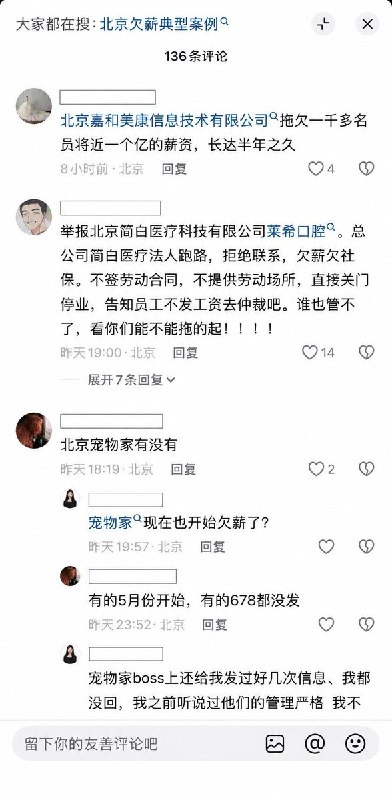 大家都在搜：北京欠薪典型案例
136条评论
北京嘉和美康信息技术有限公司拖欠一千多名
员将近一个亿的薪资，长达半年之久
8小时前·北京 回复 4
举报北京简白医疗科技有限公司莱希口腔。总
公司简白医疗法人跑路，拒绝联系，欠薪欠社
保。不签劳动合同，不提供劳动场所，直接关门
停业，告知员工不发工资去仲裁吧。谁也管不
了，看你们能不能拖的起！！！！
昨天19:00·北京 回复 14
展开7条回复
北京宠物家有没有
昨天18:19·北京 回复 2
宠物家现在也开始欠薪了？
昨天19:57·北京 回复
有的5月份开始，有的678都没发
昨天23:52·北京 回复
宠物家boss上还给我发过好几次信息、我都
没回，我之前听说过他们的管理严格 我不
留下你的友善评论吧